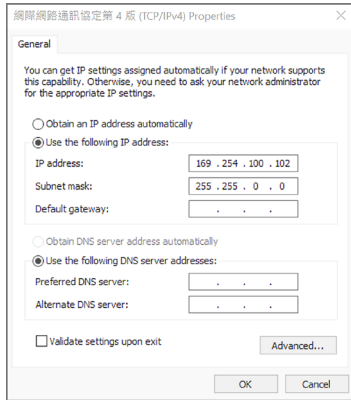 網際網路通訊協定第 4 版 (TCP/IPv4) Properties
General
You can get IP settings assigned automatically if your network supports
this capability. Otherwise, you need to ask your network administrator
for the appropriate IP settings.
Obtain an IP address automatically
Use the following IP address:
IP address: 169 . 254 . 100 . 102
Subnet mask: 255 . 255 . 0 . 0
Default gateway: . . .
Obtain DNS server address automatically
Use the following DNS server addresses:
Preferred DNS server: . . .
Alternate DNS server: . . .
Validate settings upon exit
Advanced...
OK Cancel